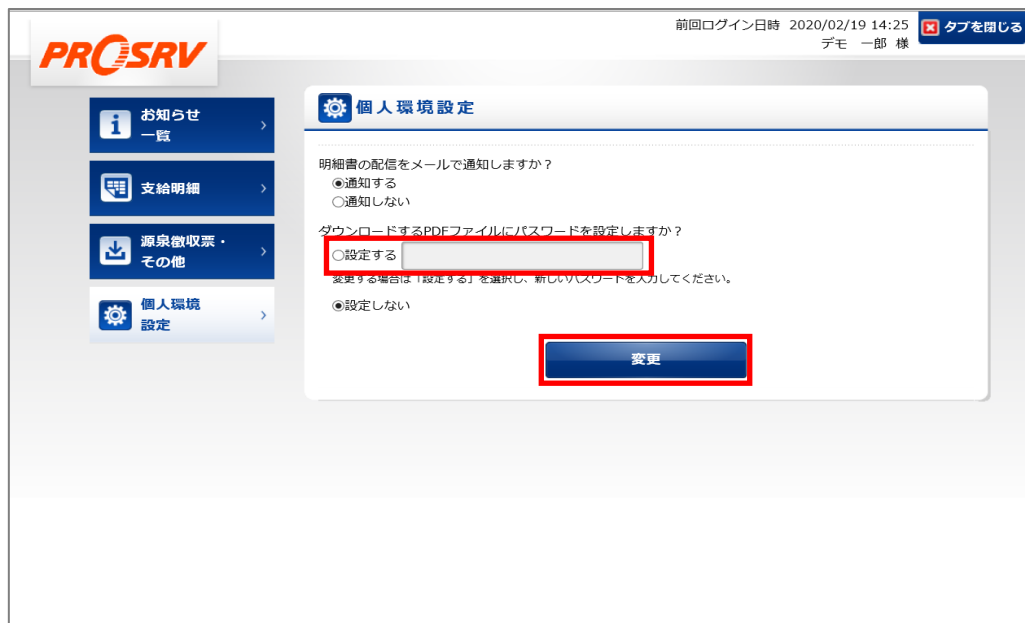 前回ログイン日時 2020/02/19 14:25
デモ 一郎 様
タブを閉じる
PROSRV
お知らせ
一覧
支給明細
源泉徴収票・
その他
個人環境
設定
個人環境設定
明細書の配信をメールで通知しますか？
◉通知する
○通知しない
ダウンロードするPDFファイルにパスワードを設定しますか？
○設定する
変更する場合は「設定する」を選択し、新しいパスワードを入力してください。
◉設定しない
変更